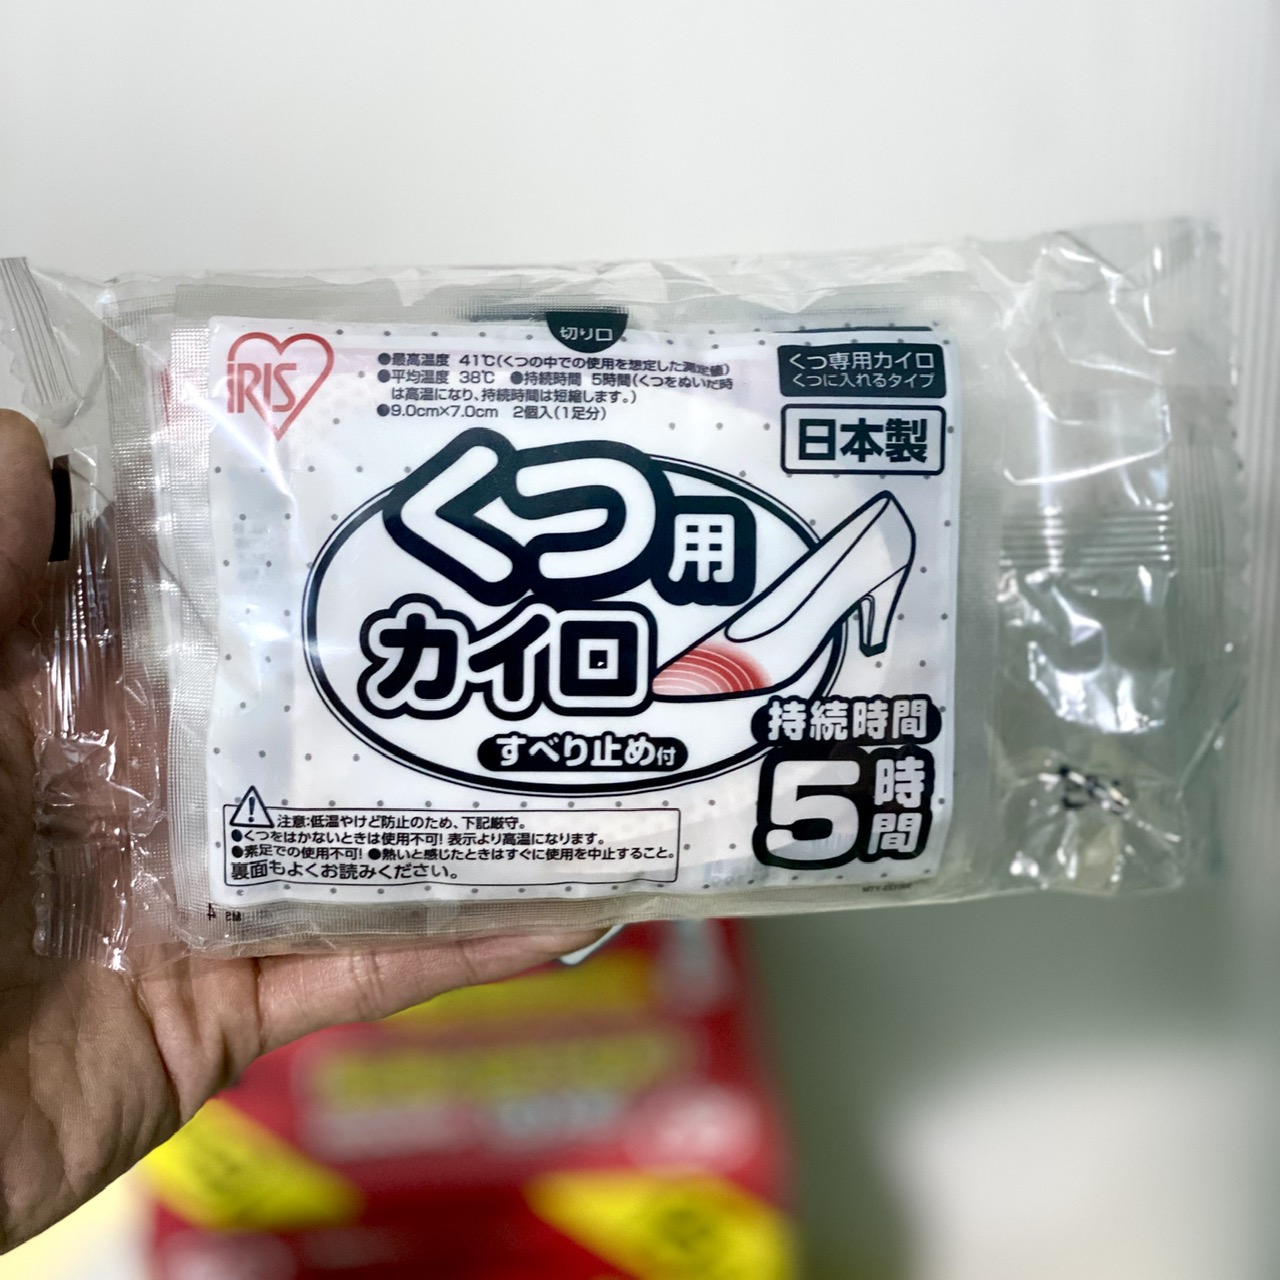 切り口
IRIS
●最高温度 41℃(くつの中での使用を想定した測定値)
●平均温度 38℃ ●持続時間 5時間(くつをぬいだ時
は高温になり、持続時間は短縮します。)
●9.0cm×7.0cm 2個入(1足分)
くつ専用カイロ
くつに入れるタイプ
日本製
くつ用
カイロ
すべり止め付
持続時間
5時間
注意:低温やけど防止のため、下記厳守。
●くつをはかないときは使用不可! 表示より高温になります。
●素足での使用不可! ●熱いと感じたときはすぐに使用を中止すること。
裏面もよくお読みください。